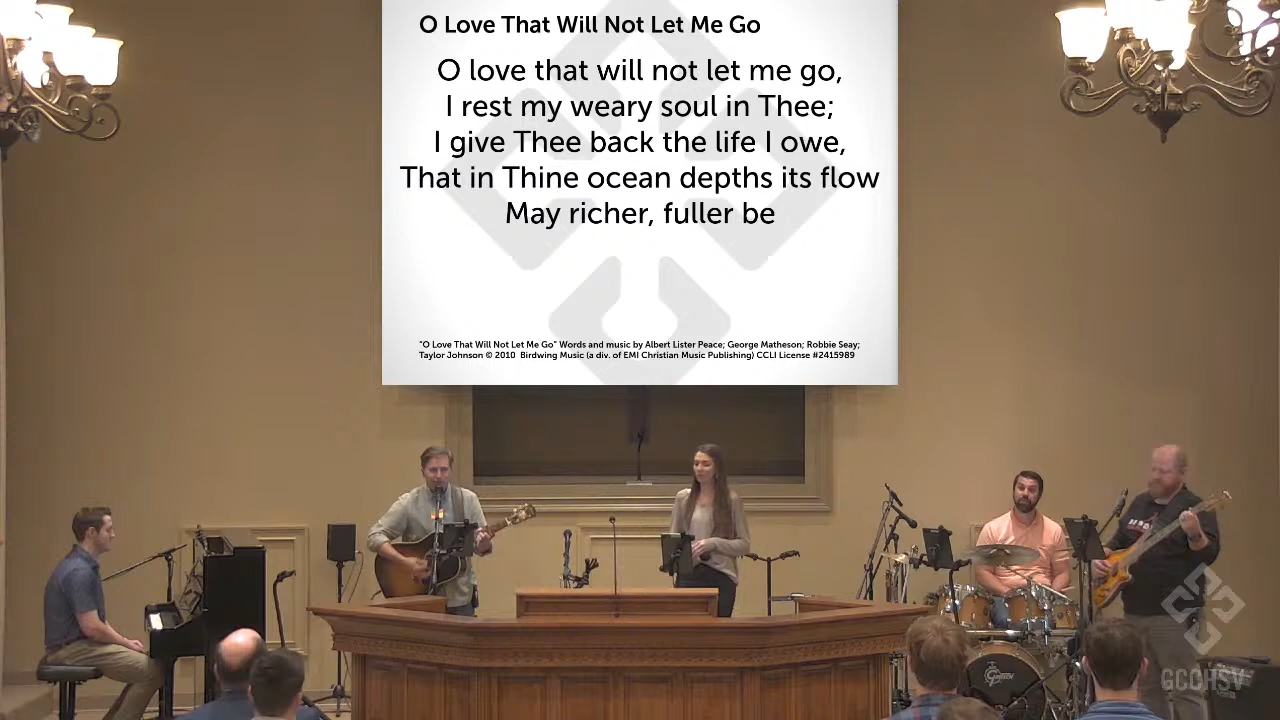 O Love That Will Not Let Me Go
O love that will not let me go,
I rest my weary soul in Thee;
I give Thee back the life I owe,
That in Thine ocean depths its flow
May richer, fuller be
"O Love That Will Not Let Me Go" Words and music by Albert Lister Peace; George Matheson; Robbie Seay;
Taylor Johnson © 2010 Birdwing Music (a div. of EMI Christian Music Publishing) CCLI License #2415989
GCCHSV